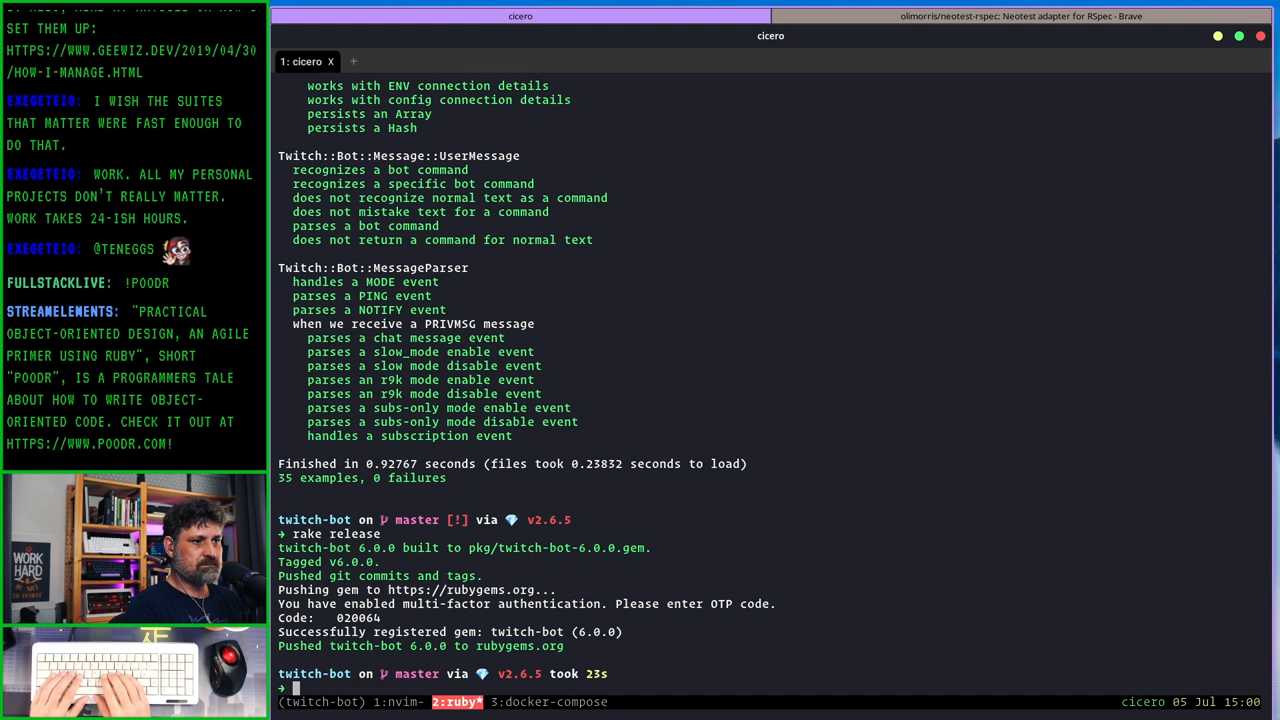 SET THEM UP:
HTTPS://WWW.GEEWIZ.DEV/2019/04/30
/HOW-I-MANAGE.HTML
EXEGETEIO: I WISH THE SUITES
THAT MATTER WERE FAST ENOUGH TO
DO THAT.
EXEGETEIO: WORK. ALL MY PERSONAL
PROJECTS DON'T REALLY MATTER.
WORK TAKES 24-ISH HOURS.
EXEGETEIO: @TENEGGS
FULLSTACKLIVE: !POODR
STREAMELEMENTS: "PRACTICAL
OBJECT-ORIENTED DESIGN, AN AGILE
PRIMER USING RUBY", SHORT
"POODR", IS A PROGRAMMERS TALE
ABOUT HOW TO WRITE OBJECT-
ORIENTED CODE. CHECK IT OUT AT
HTTPS://WWW.POODR.COM!
WORK
HARD
cicero
olimorris/neotest-rspec: Neotest adapter for RSpec - Brave
cicero
1: cicero X +
works with ENV connection details
works with config connection details
persists an Array
persists a Hash
Twitch::Bot::Message::UserMessage
recognizes a bot command
recognizes a specific bot command
does not recognize normal text as a command
does not mistake text for a command
parses a bot command
does not return a command for normal text
Twitch::Bot::MessageParser
handles a MODE event
parses a PING event
parses a NOTIFY event
when we receive a PRIVMSG message
parses a chat message event
parses a slow_mode enable event
parses a slow mode disable event
parses an r9k mode enable event
parses an r9k mode disable event
parses a subs-only mode enable event
parses a subs-only mode disable event
handles a subscription event
Finished in 0.92767 seconds (files took 0.23832 seconds to load)
35 examples, 0 failures
twitch-bot on master [!] via 💎 v2.6.5
→ rake release
twitch-bot 6.0.0 built to pkg/twitch-bot-6.0.0.gem.
Tagged v6.0.0.
Pushed git commits and tags.
Pushing gem to https://rubygems.org...
You have enabled multi-factor authentication. Please enter OTP code.
Code:   020064
Successfully registered gem: twitch-bot (6.0.0)
Pushed twitch-bot 6.0.0 to rubygems.org
twitch-bot on master via 💎 v2.6.5 took 23s
→
(twitch-bot) 1:nvim- 2:ruby* 3:docker-compose
cicero 05 Jul 15:00